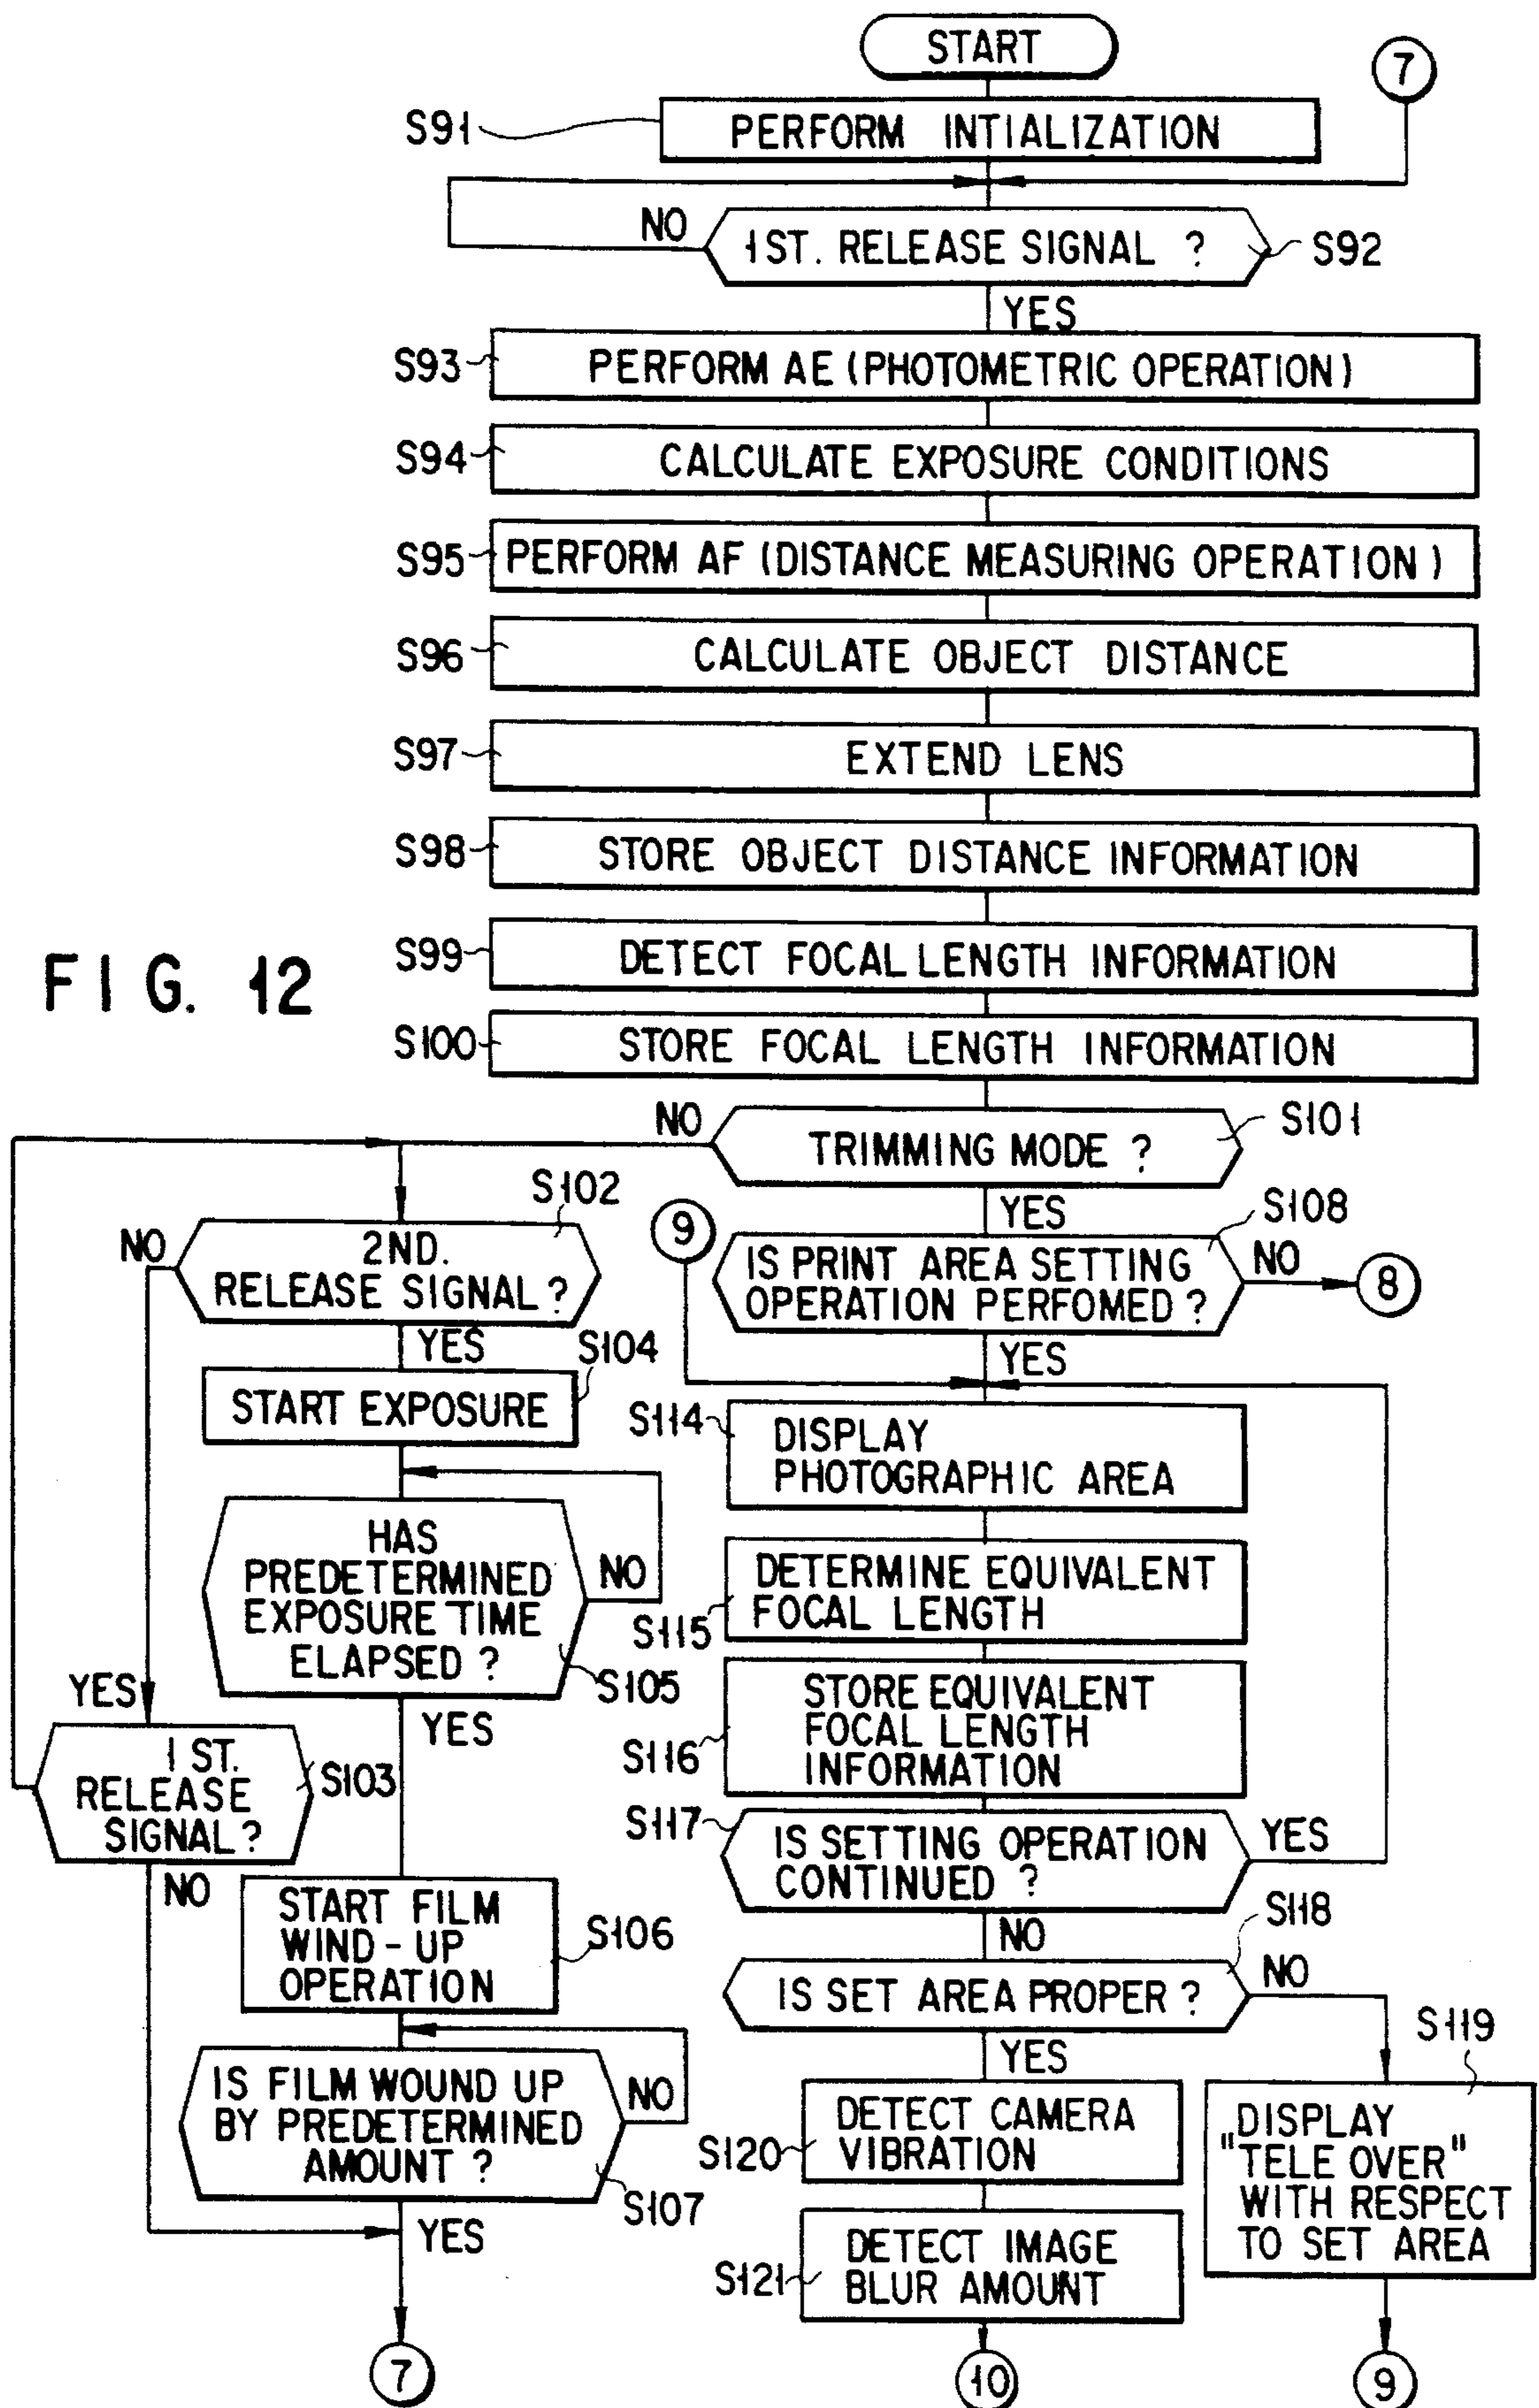 START
7
S91
PERFORM INTIALIZATION
NO
1ST. RELEASE SIGNAL ?
S92
YES
S93
PERFORM AE (PHOTOMETRIC OPERATION)
S94
CALCULATE EXPOSURE CONDITIONS
S95
PERFORM AF (DISTANCE MEASURING OPERATION)
S96
CALCULATE OBJECT DISTANCE
S97
EXTEND LENS
S98
STORE OBJECT DISTANCE INFORMATION
FIG. 12
S99
DETECT FOCAL LENGTH INFORMATION
S100
STORE FOCAL LENGTH INFORMATION
NO
TRIMMING MODE ?
S101
YES
S102
NO
2ND.
RELEASE SIGNAL ?
YES
S104
START EXPOSURE
HAS
PREDETERMINED
EXPOSURE TIME
ELAPSED ?
NO
S105
YES
YES
1ST.
RELEASE
SIGNAL ?
S103
NO
START FILM
WIND-UP
OPERATION
S106
IS FILM WOUND UP
BY PREDETERMINED
AMOUNT ?
NO
S107
YES
7
9
S108
IS PRINT AREA SETTING
OPERATION PERFOMED ?
NO
8
YES
S114
DISPLAY
PHOTOGRAPHIC AREA
S115
DETERMINE EQUIVALENT
FOCAL LENGTH
S116
STORE EQUIVALENT
FOCAL LENGTH
INFORMATION
S117
IS SETTING OPERATION
CONTINUED ?
YES
NO
S118
IS SET AREA PROPER ?
NO
YES
S119
DISPLAY
"TELE OVER"
WITH RESPECT
TO SET AREA
S120
DETECT CAMERA
VIBRATION
S121
DETECT IMAGE
BLUR AMOUNT
10
9